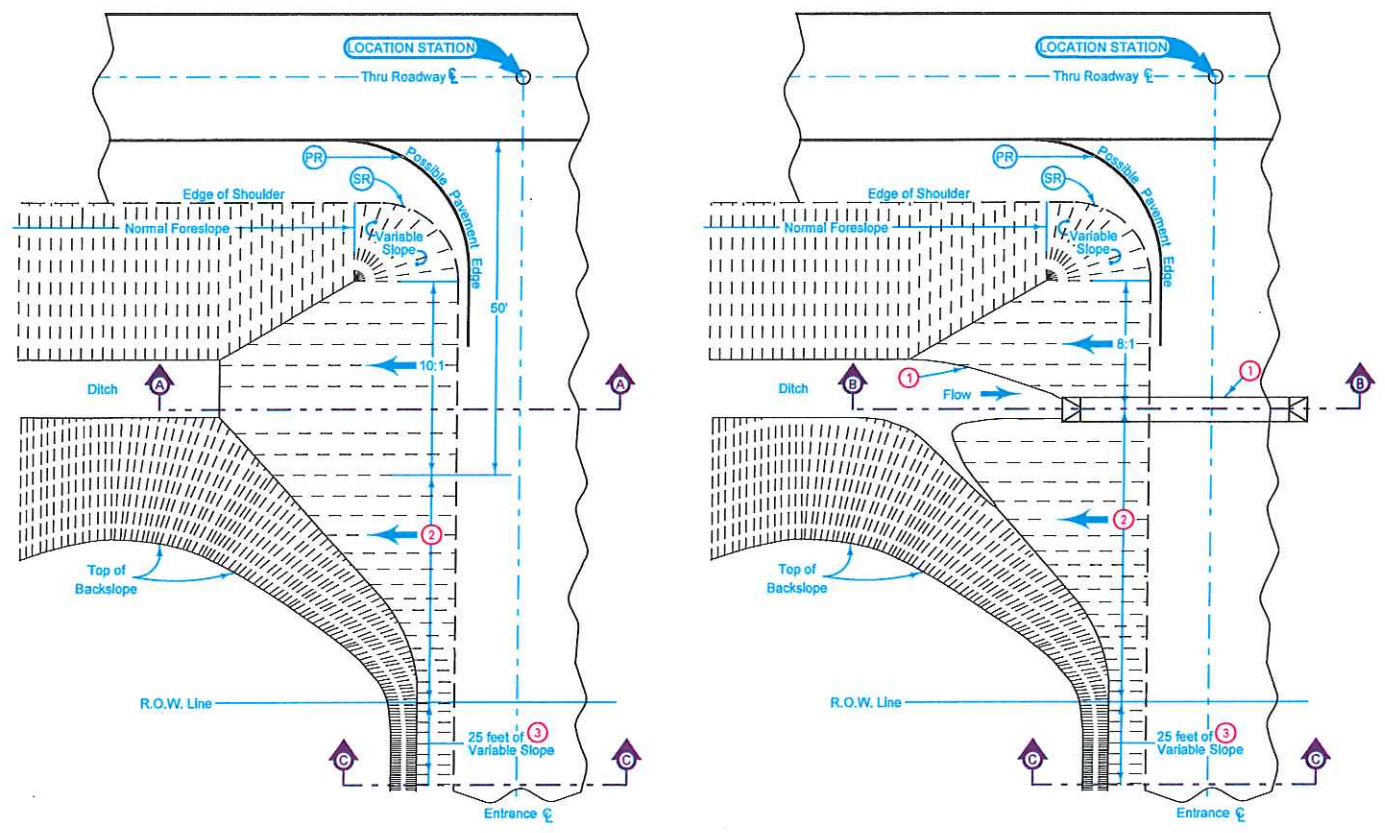 LOCATION STATION
Thru Roadway ℄
PR
Possible Pavement Edge
SR
Edge of Shoulder
Normal Foreslope
Variable
Slope
50'
10:1
A
A
Ditch
2
Top of
Backslope
R.O.W. Line
3
25 feet of
Variable Slope
C
C
Entrance ℄
LOCATION STATION
Thru Roadway ℄
PR
Possible Pavement Edge
SR
Edge of Shoulder
Normal Foreslope
Variable
Slope
8:1
1
1
B
B
Ditch
Flow
2
Top of
Backslope
R.O.W. Line
3
25 feet of
Variable Slope
C
C
Entrance ℄